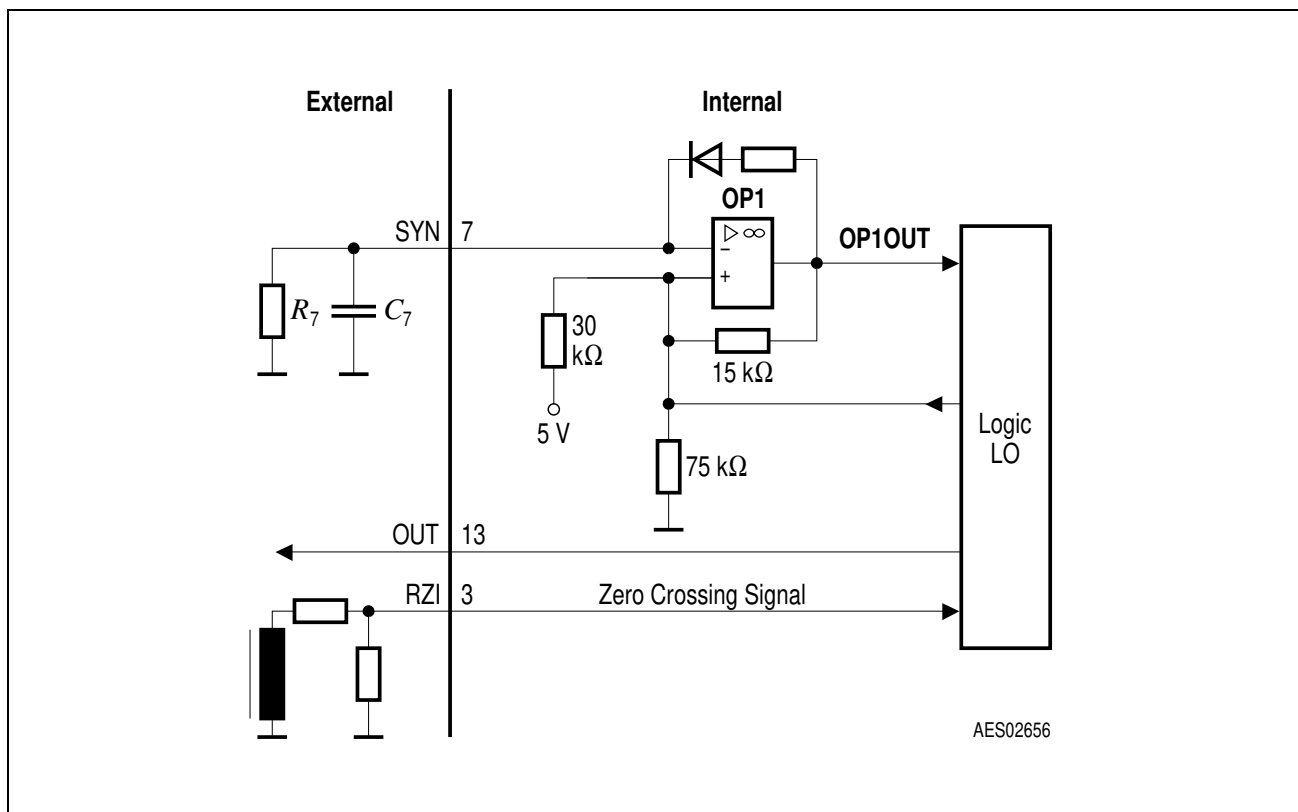 External
Internal
OP1
SYN 7
▷ ∞
−
+
OP1OUT
R7
C7
30
kΩ
15 kΩ
5 V
Logic
LO
75 kΩ
OUT 13
RZI 3
Zero Crossing Signal
AES02656